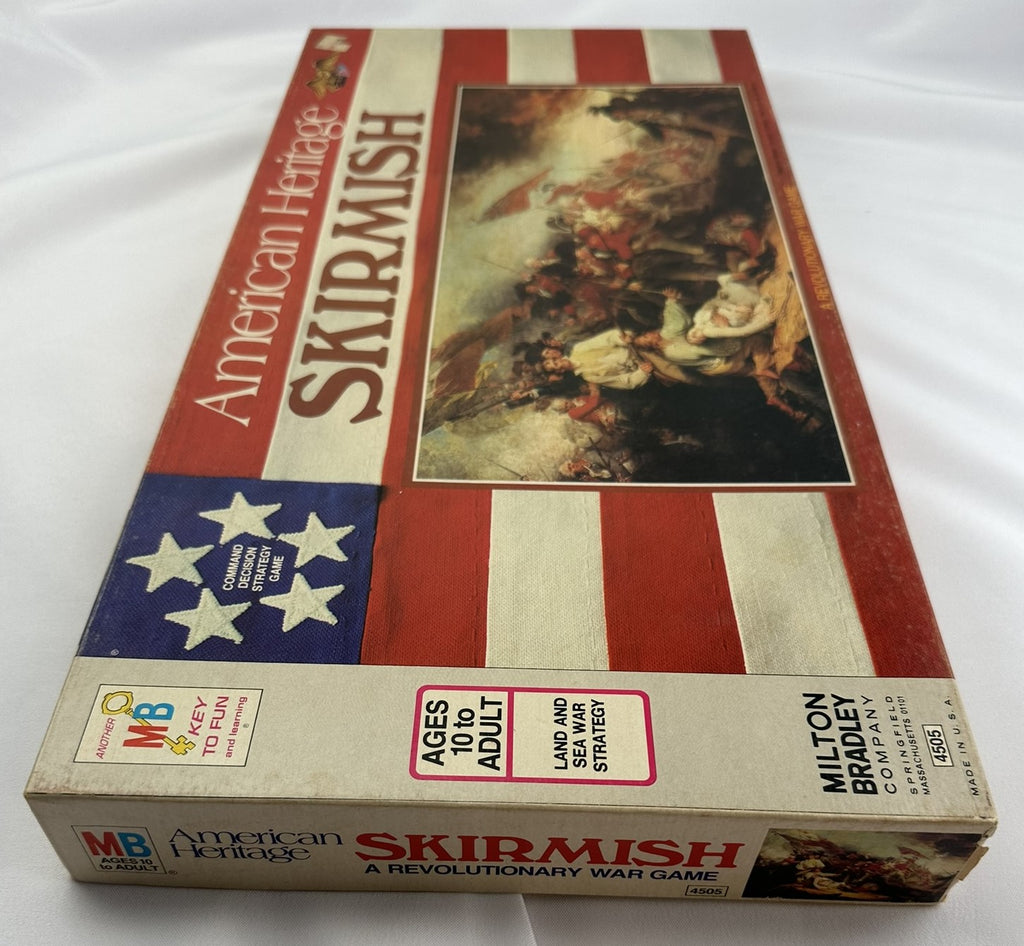 American Heritage
SKIRMISH
A REVOLUTIONARY WAR GAME
COMMAND
DECISION
STRATEGY
GAME
®
ANOTHER
MB
KEY
TO FUN
and learning
®
AGES
10 to
ADULT
LAND AND
SEA WAR
STRATEGY
MILTON
BRADLEY
COMPANY
SPRINGFIELD
MASSACHUSETTS 01101
4505
MADE IN U.S.A.
MB
AGES 10
to ADULT
®
American
Heritage
SKIRMISH
A REVOLUTIONARY WAR GAME
4505